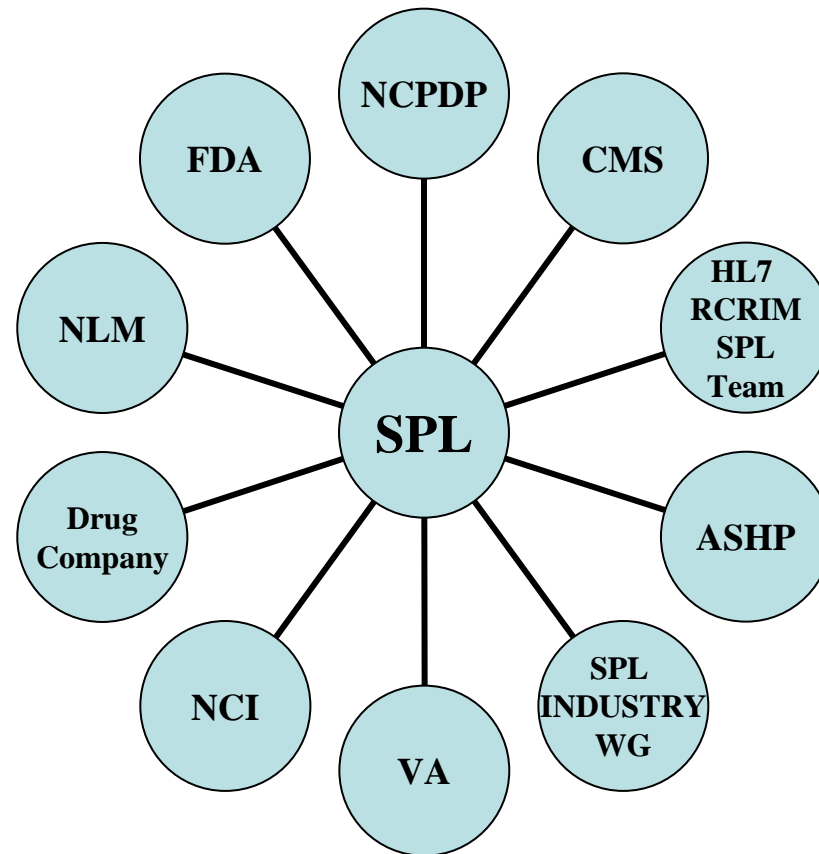 NCPDP
FDA
CMS
HL7
RCRIM
SPL
Team
NLM
SPL
Drug
Company
ASHP
NCI
SPL
INDUSTRY
WG
VA